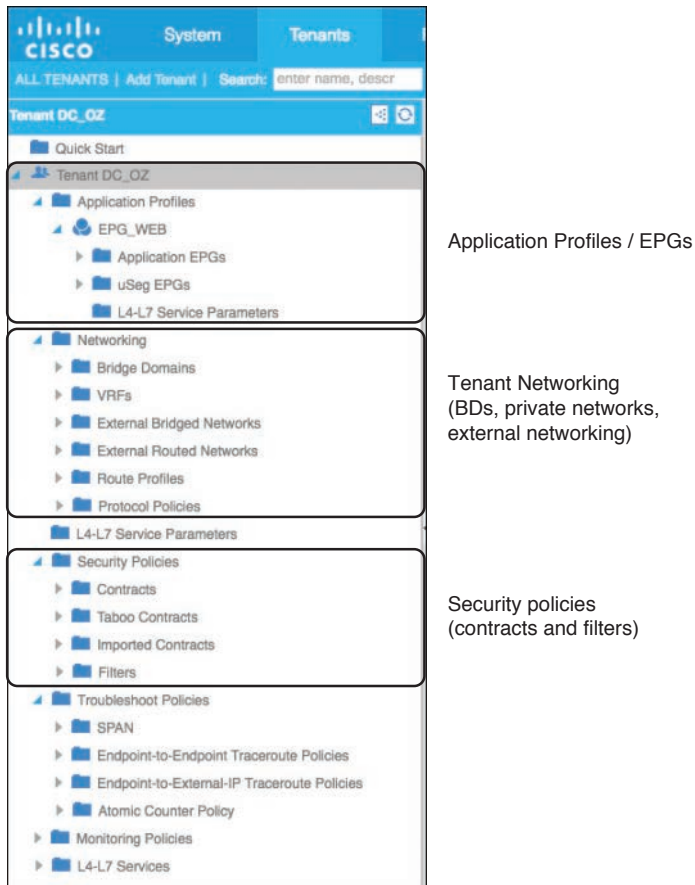 CISCO
System
Tenants
ALL TENANTS | Add Tenant | Search: enter name, descr
Tenant DC_OZ
Quick Start
Tenant DC_OZ
Application Profiles
EPG_WEB
Application EPGs
uSeg EPGs
L4-L7 Service Parameters
Networking
Bridge Domains
VRFs
External Bridged Networks
External Routed Networks
Route Profiles
Protocol Policies
L4-L7 Service Parameters
Security Policies
Contracts
Taboo Contracts
Imported Contracts
Filters
Troubleshoot Policies
SPAN
Endpoint-to-Endpoint Traceroute Policies
Endpoint-to-External-IP Traceroute Policies
Atomic Counter Policy
Monitoring Policies
L4-L7 Services
Application Profiles / EPGs
Tenant Networking
(BDs, private networks,
external networking)
Security policies
(contracts and filters)